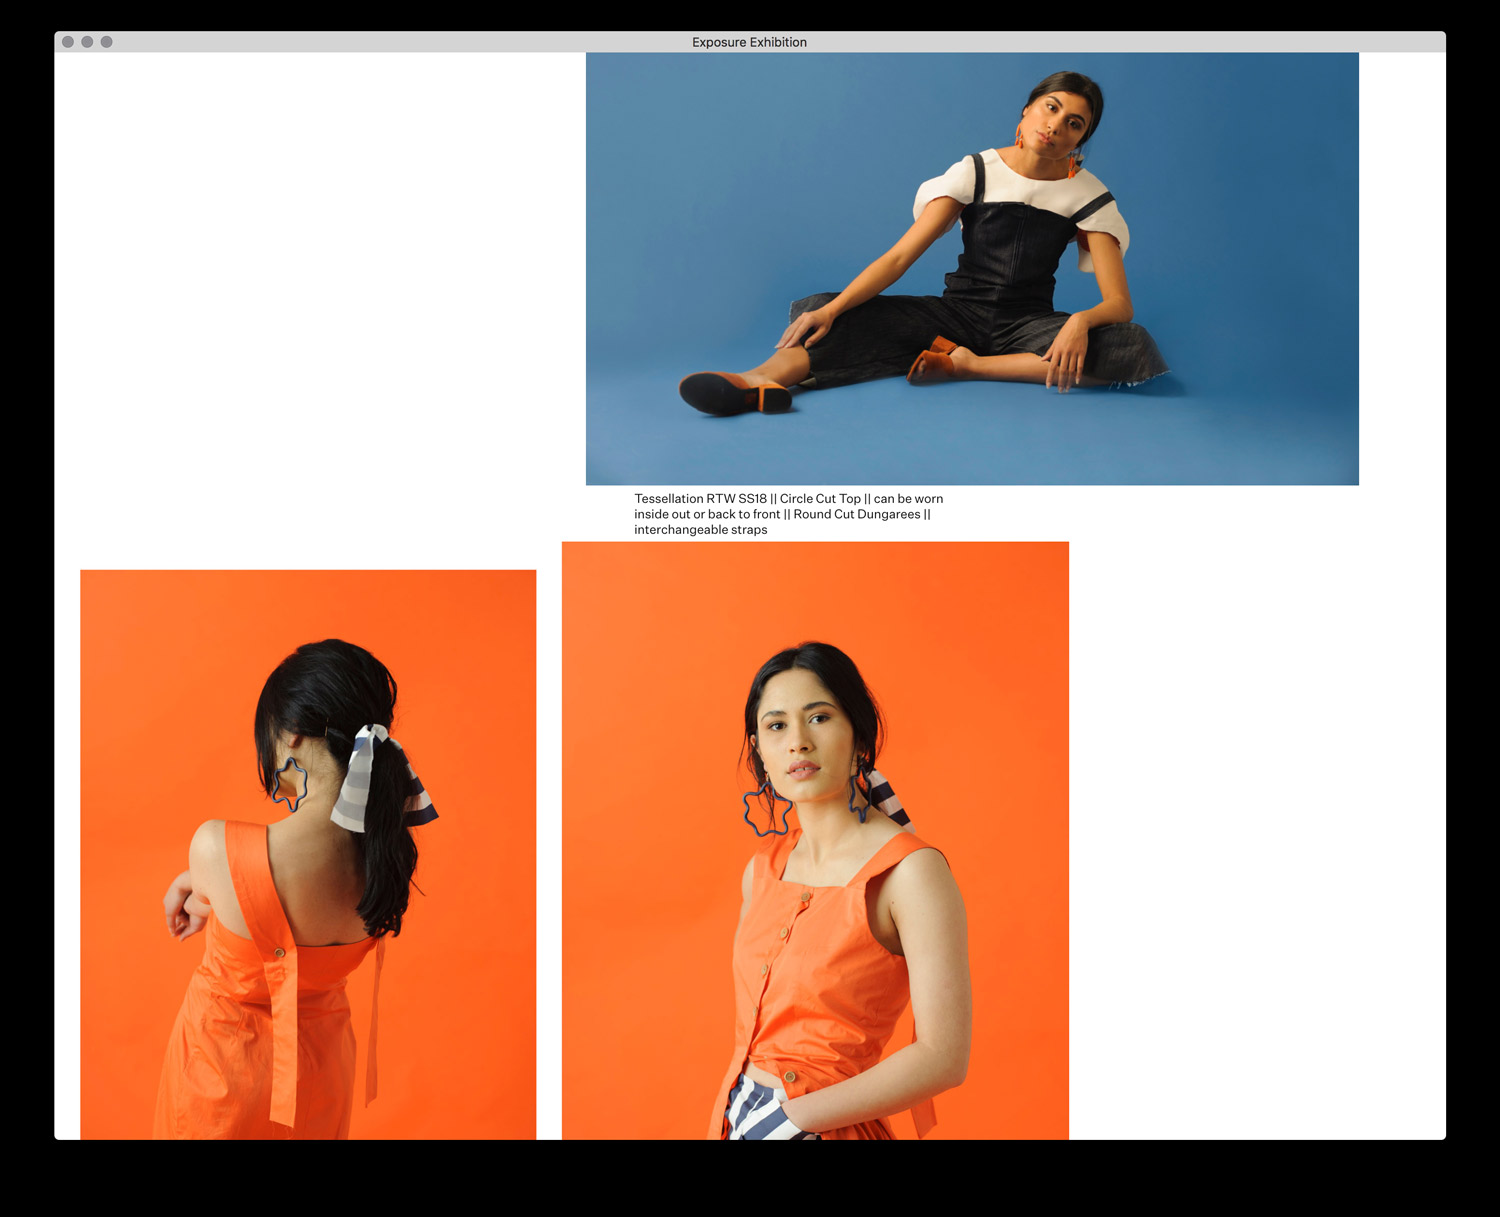 Exposure Exhibition
Tessellation RTW SS18 || Circle Cut Top || can be worn
inside out or back to front || Round Cut Dungarees ||
interchangeable straps